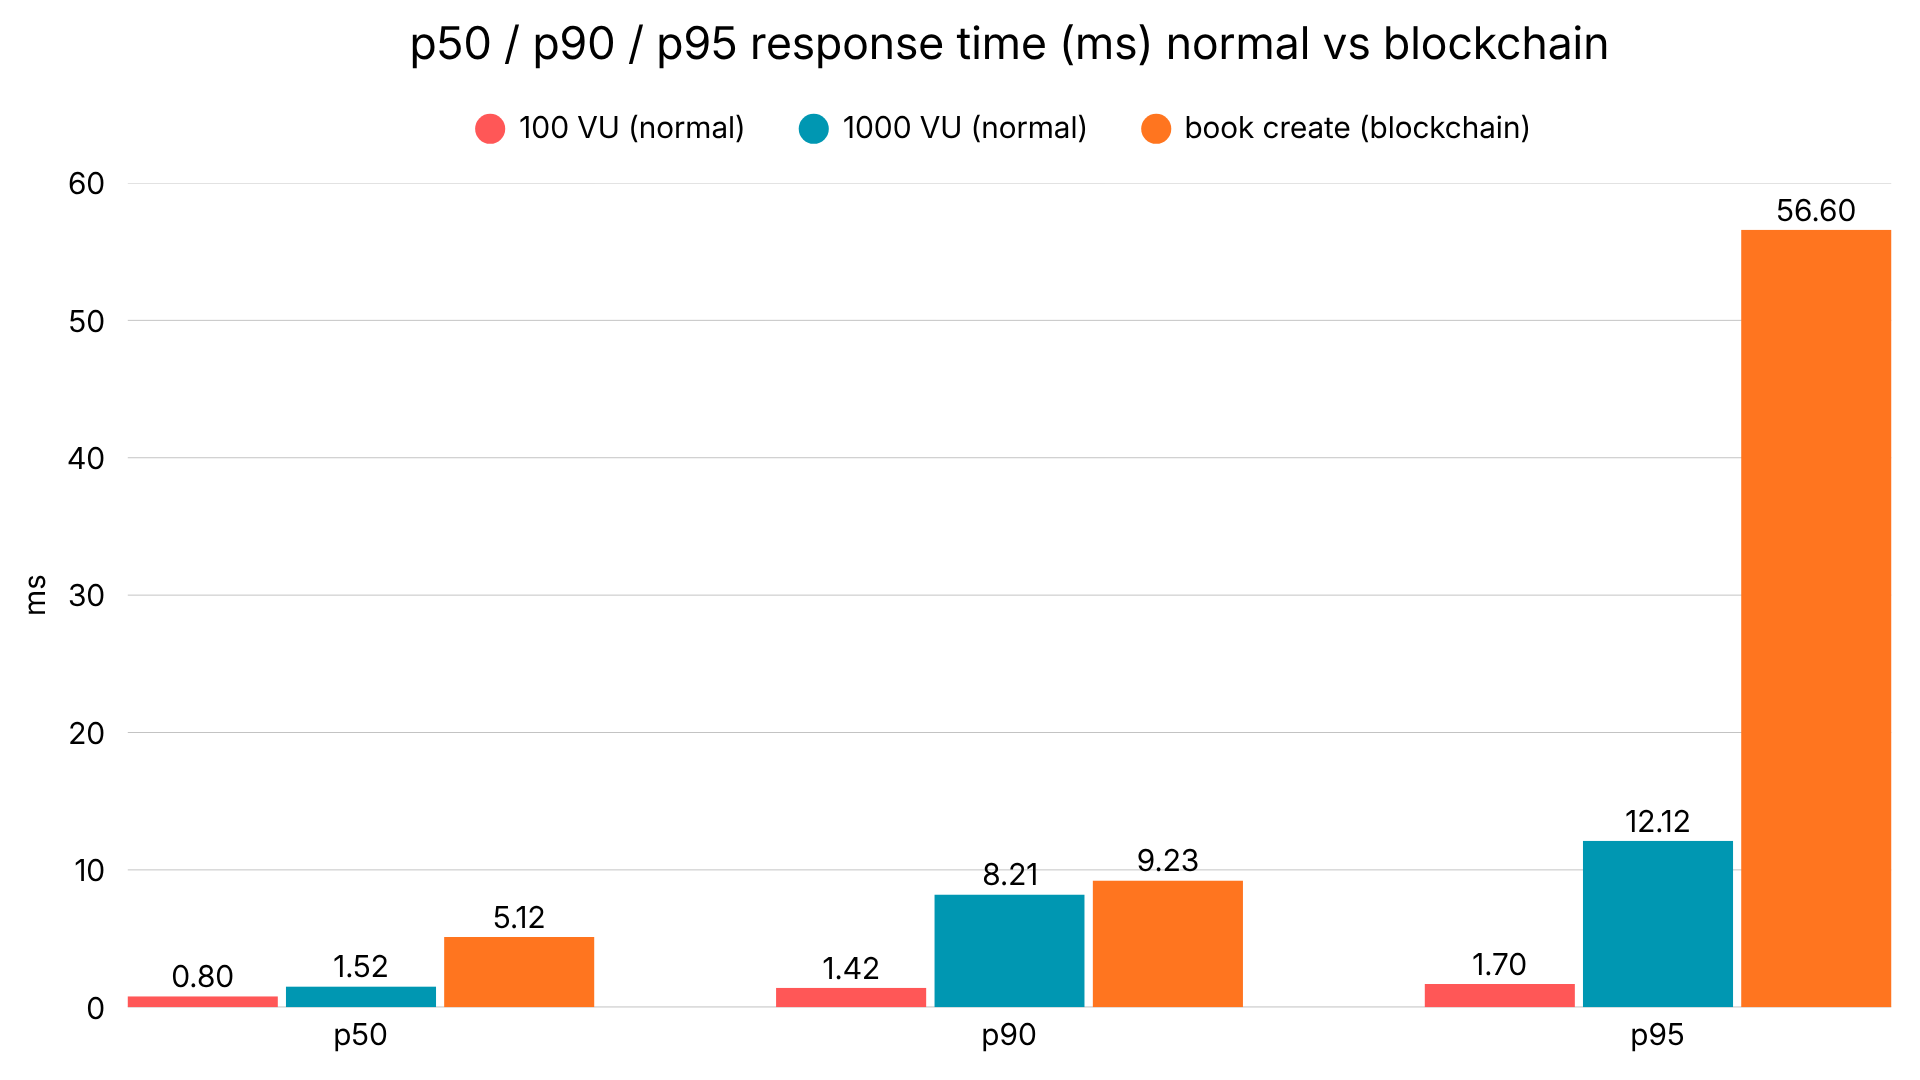 p50 / p90 / p95 response time (ms) normal vs blockchain
100 VU (normal)
1000 VU (normal)
book create (blockchain)
60
50
40
30
20
10
0
ms
0.80
1.52
5.12
1.42
8.21
9.23
1.70
12.12
56.60
p50
p90
p95